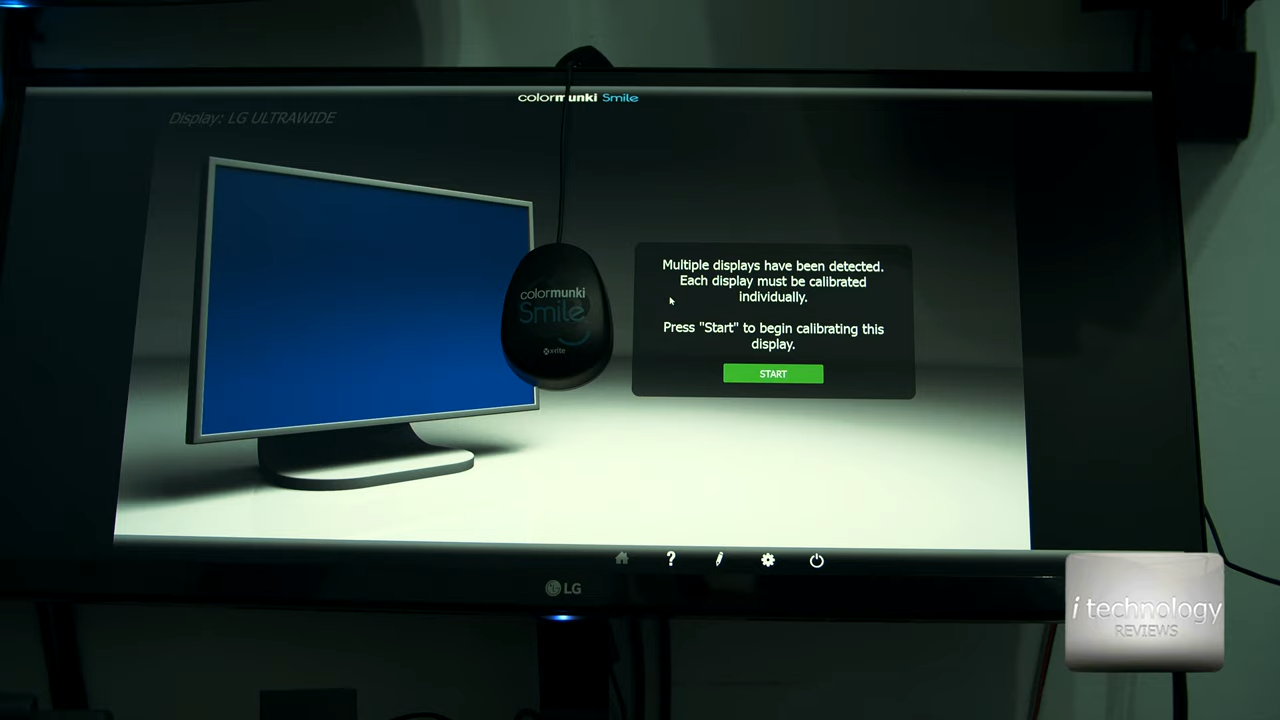 colormunki Smile
Display: LG ULTRAWIDE
Multiple displays have been detected.
Each display must be calibrated
individually.
Press "Start" to begin calibrating this
display.
START
colormunki
Smile
x·rite
?
LG
i technology
REVIEWS